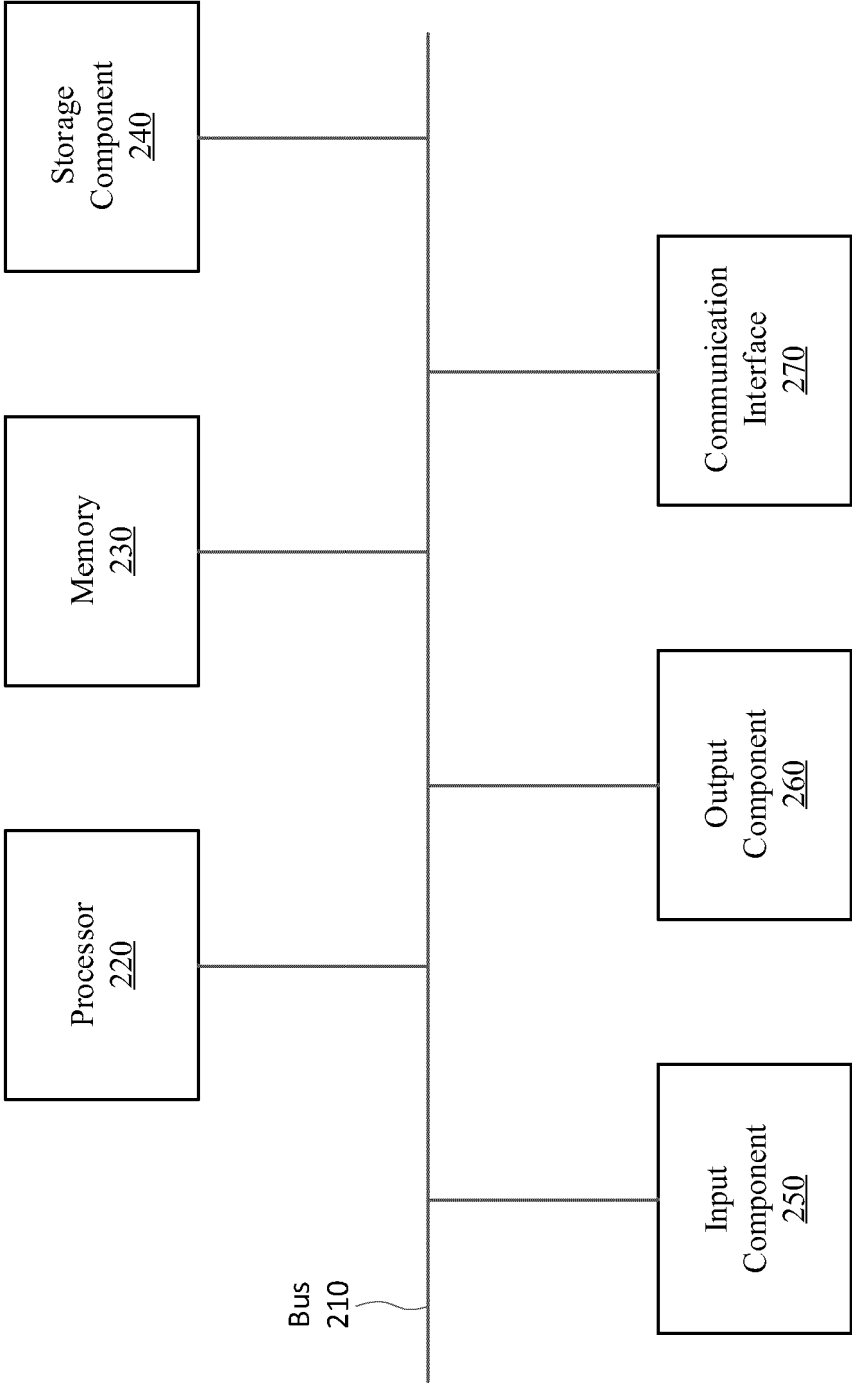 Processor
220
Memory
230
Storage
Component
240
Bus
210
Input
Component
250
Output
Component
260
Communication
Interface
270